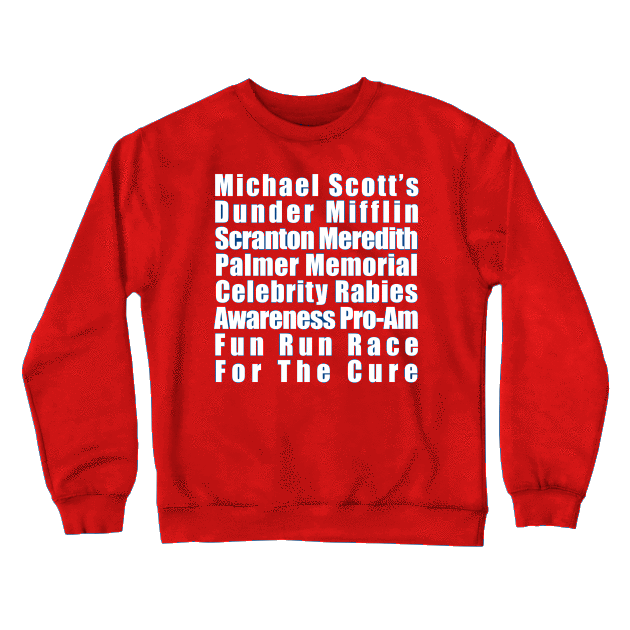 Michael Scott’s
Dunder Mifflin
Scranton Meredith
Palmer Memorial
Celebrity Rabies
Awareness Pro-Am
Fun Run Race
For The Cure